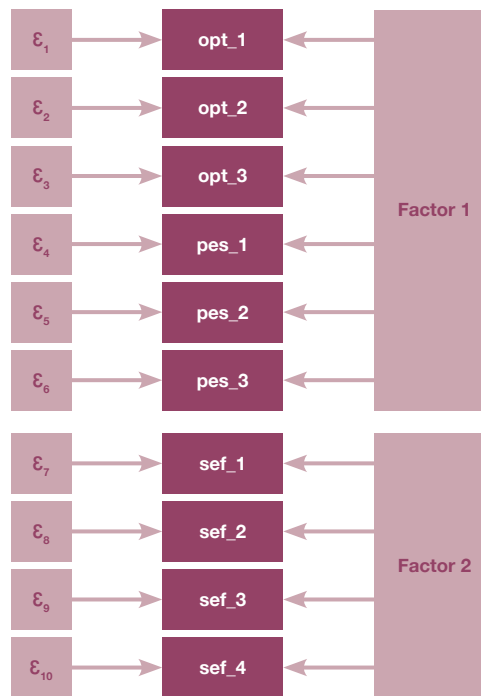 ε1 opt_1
ε2 opt_2
ε3 opt_3
Factor 1
ε4 pes_1
ε5 pes_2
ε6 pes_3
ε7 sef_1
ε8 sef_2
Factor 2
ε9 sef_3
ε10 sef_4